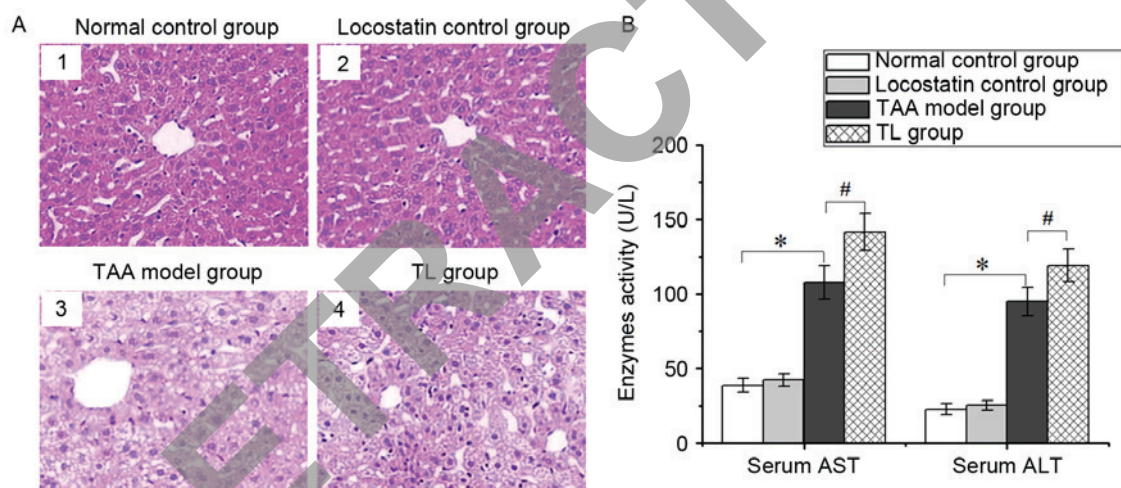 A
Normal control group
Locostatin control group
1
2
TAA model group
TL group
3
4
B
Normal control group
Locostatin control group
TAA model group
TL group
Enzymes activity (U/L)
200
150
100
50
0
*
#
*
#
Serum AST
Serum ALT
ETRACT